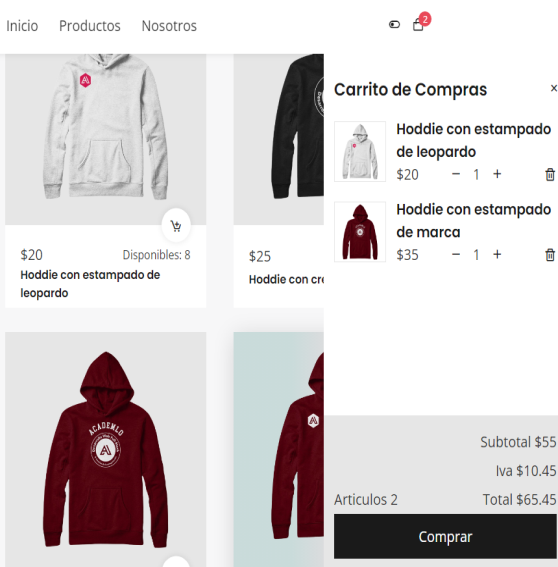 Inicio Productos Nosotros
2
$20 Disponibles: 8
Hoddie con estampado de
leopardo
$25
Hoddie con cre
ACADEMLO
Carrito de Compras
×
Hoddie con estampado
de leopardo
$20 − 1 +
Hoddie con estampado
de marca
$35 − 1 +
Subtotal $55
Iva $10.45
Articulos 2 Total $65.45
Comprar